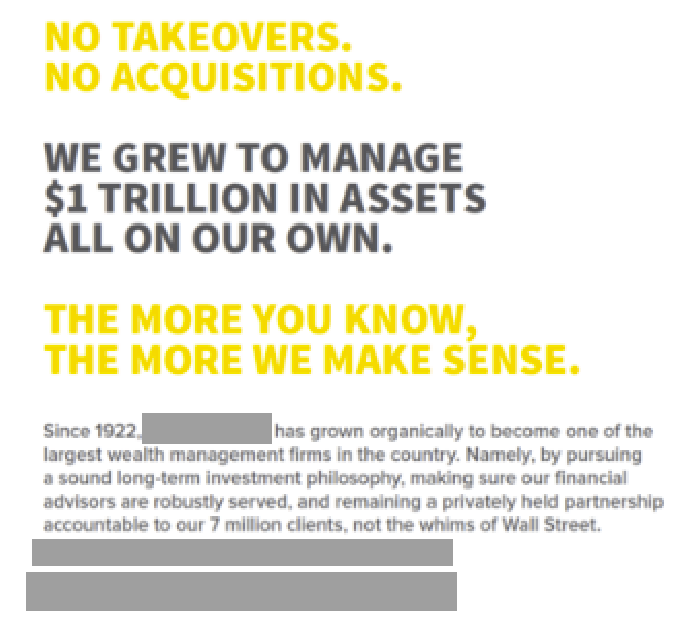 NO TAKEOVERS.
NO ACQUISITIONS.
WE GREW TO MANAGE
$1 TRILLION IN ASSETS
ALL ON OUR OWN.
THE MORE YOU KNOW,
THE MORE WE MAKE SENSE.
Since 1922, has grown organically to become one of the
largest wealth management firms in the country. Namely, by pursuing
a sound long-term investment philosophy, making sure our financial
advisors are robustly served, and remaining a privately held partnership
accountable to our 7 million clients, not the whims of Wall Street.